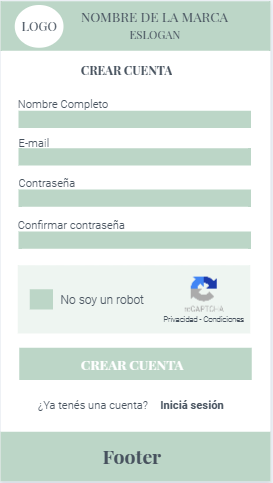 LOGO
NOMBRE DE LA MARCA
ESLOGAN
CREAR CUENTA
Nombre Completo
E-mail
Contraseña
Confirmar contraseña
No soy un robot
reCAPTCHA
Privacidad - Condiciones
CREAR CUENTA
¿Ya tenés una cuenta? Iniciá sesión
Footer